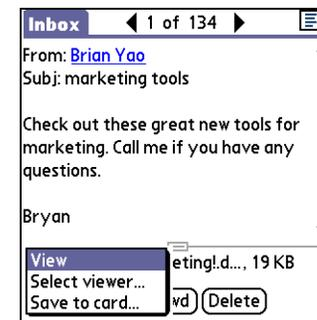 Inbox 1 of 134
From: Brian Yao
Subj: marketing tools
Check out these great new tools for
marketing. Call me if you have any
questions.
Bryan
View
eting!.d..., 19 KB
Select viewer...
Save to card...
wd Delete